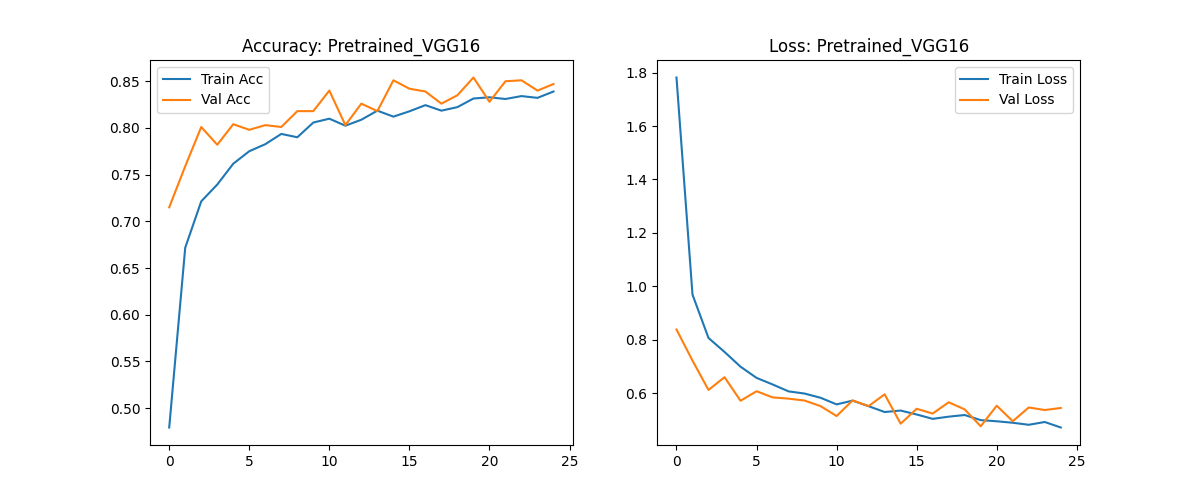 Accuracy: Pretrained_VGG16
Train Acc
Val Acc
0.85
0.80
0.75
0.70
0.65
0.60
0.55
0.50
0 5 10 15 20 25
Loss: Pretrained_VGG16
Train Loss
Val Loss
1.8
1.6
1.4
1.2
1.0
0.8
0.6
0 5 10 15 20 25